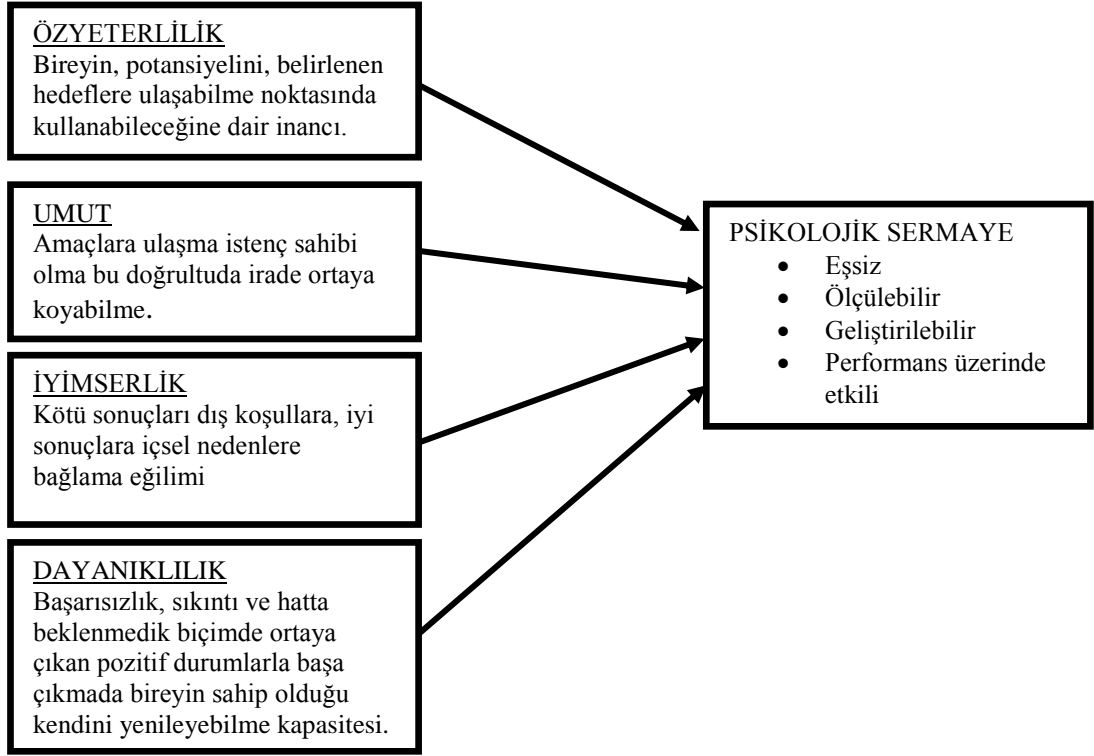 ÖZYETERLİLİK
Bireyin, potansiyelini, belirlenen
hedeflere ulaşabilme noktasında
kullanabileceğine dair inancı.
UMUT
Amaçlara ulaşma istenç sahibi
olma bu doğrultuda irade ortaya
koyabilme.
İYİMSERLİK
Kötü sonuçları dış koşullara, iyi
sonuçlara içsel nedenlere
bağlama eğilimi
DAYANIKLILIK
Başarısızlık, sıkıntı ve hatta
beklenmedik biçimde ortaya
çıkan pozitif durumlarla başa
çıkmada bireyin sahip olduğu
kendini yenileyebilme kapasitesi.
PSİKOLOJİK SERMAYE
• Eşsiz
• Ölçülebilir
• Geliştirilebilir
• Performans üzerinde
etkili